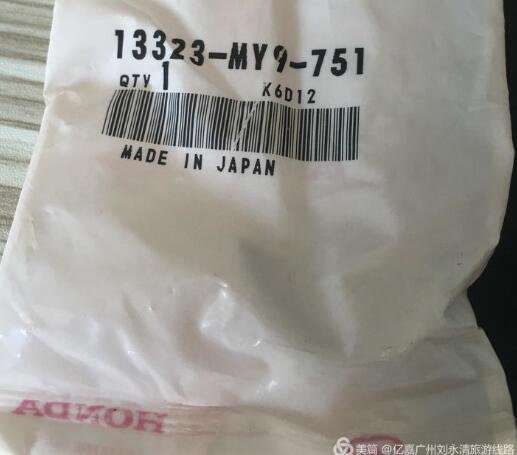 13323-MY9-751
QTY 1 K6D12
MADE IN JAPAN
HONDA
美篇 @亿嘉广州刘永清旅游线路